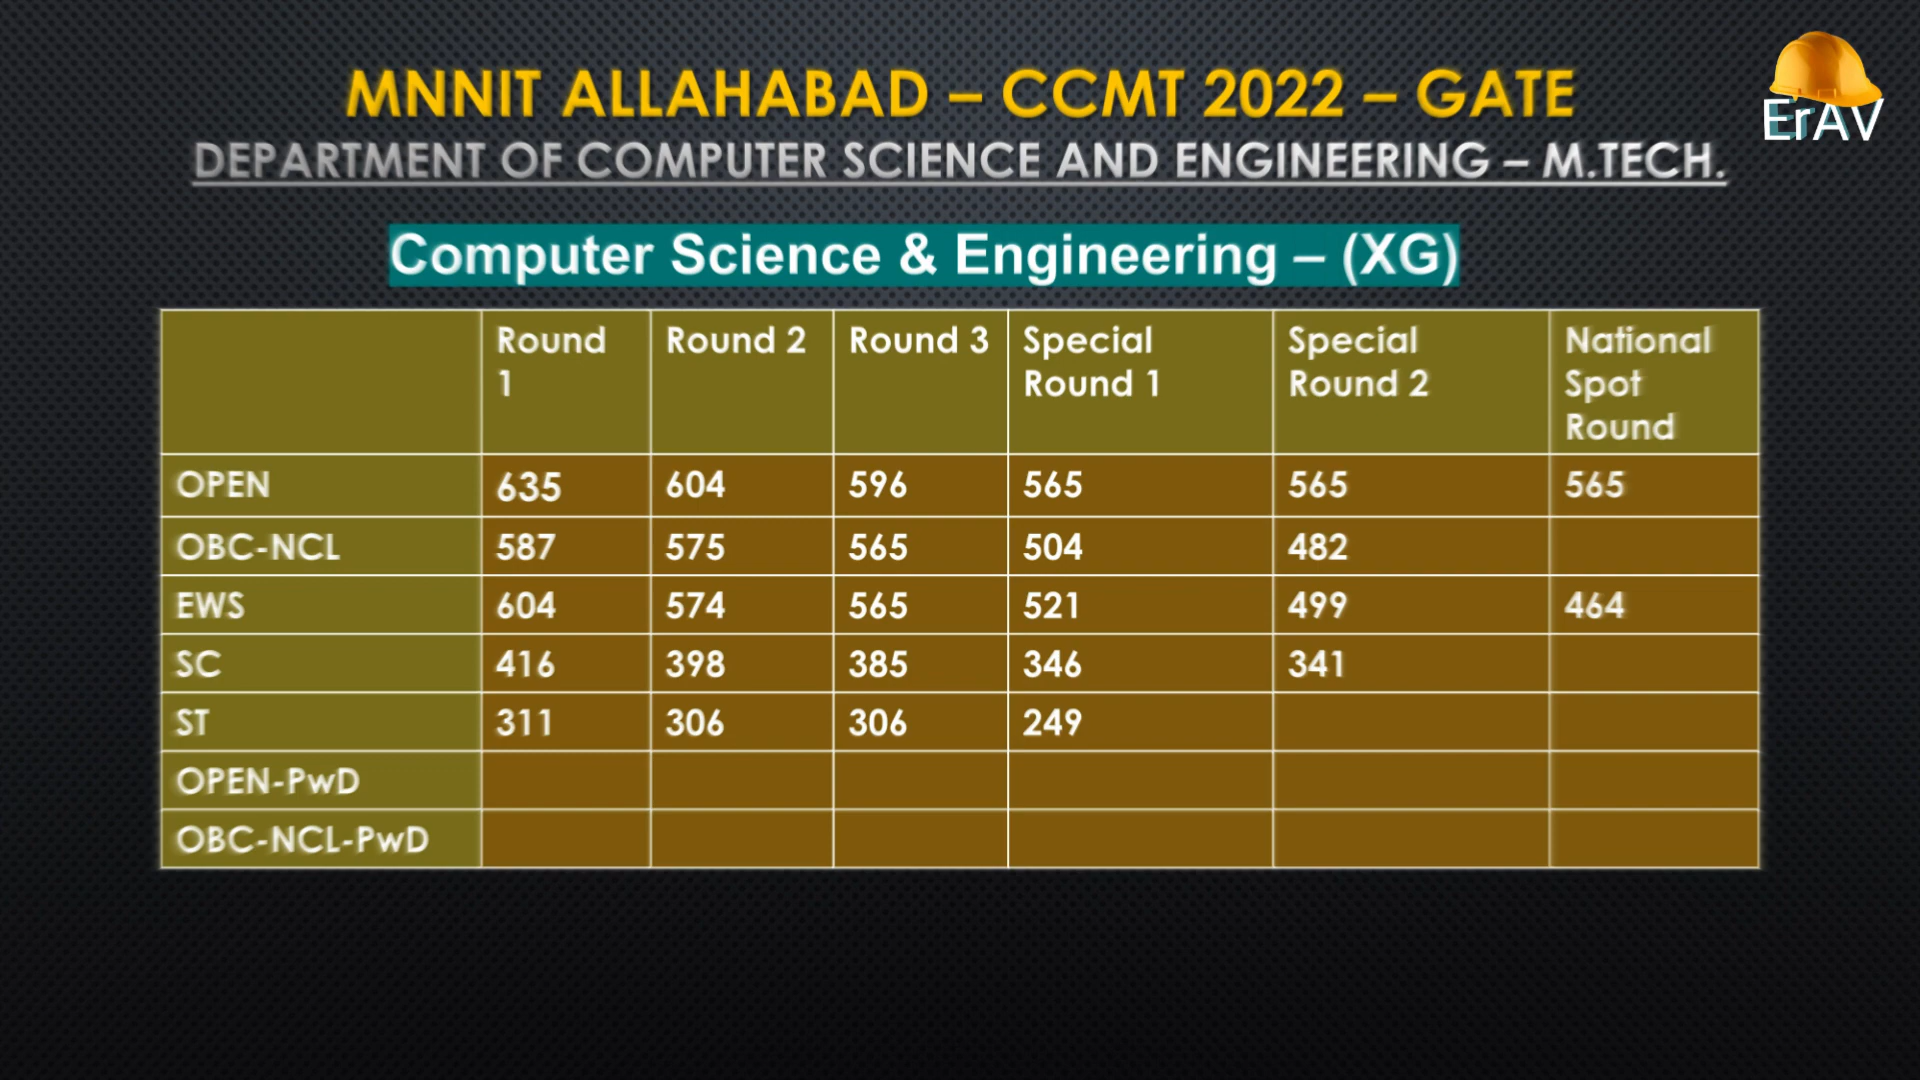 MNNIT ALLAHABAD – CCMT 2022 – GATE
ErAV
DEPARTMENT OF COMPUTER SCIENCE AND ENGINEERING – M.TECH.
Computer Science & Engineering – (XG)
Round 1 Round 2 Round 3 Special Round 1 Special Round 2 National Spot Round
OPEN 635 604 596 565 565 565
OBC-NCL 587 575 565 504 482
EWS 604 574 565 521 499 464
SC 416 398 385 346 341
ST 311 306 306 249
OPEN-PwD
OBC-NCL-PwD